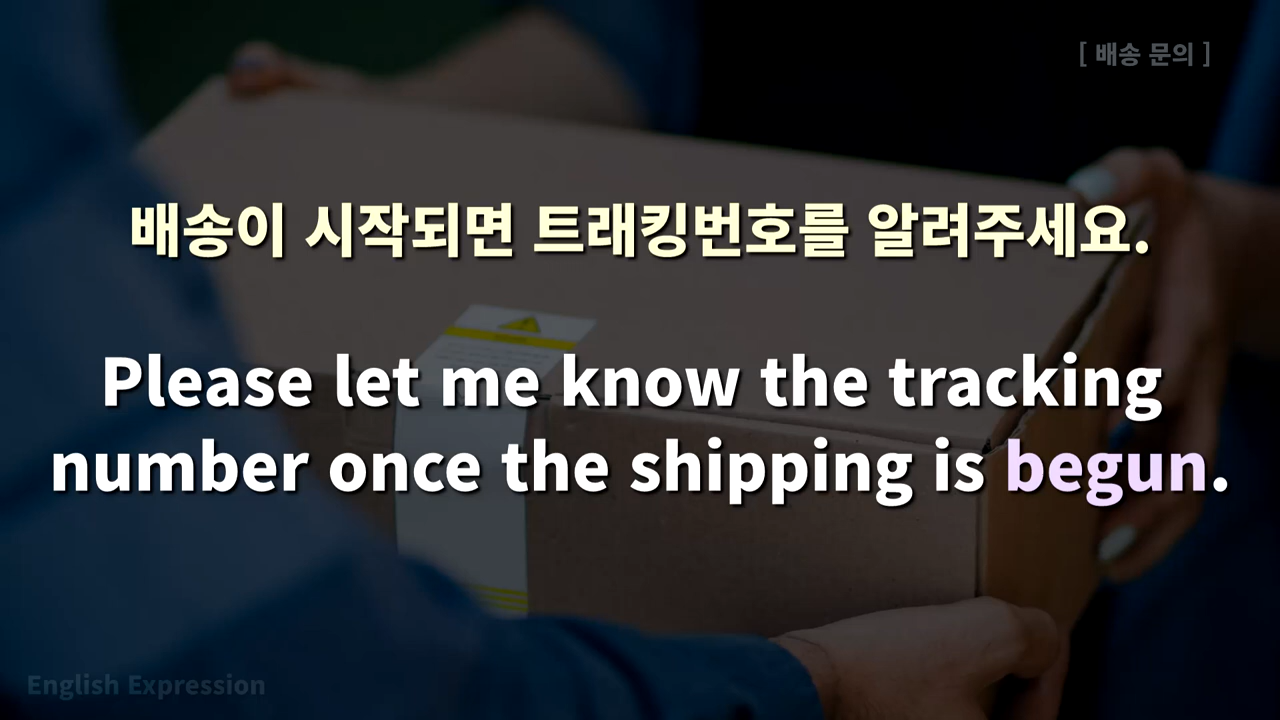 [ 배송 문의 ]
배송이 시작되면 트래킹번호를 알려주세요.
Please let me know the tracking
number once the shipping is begun.
English Expression